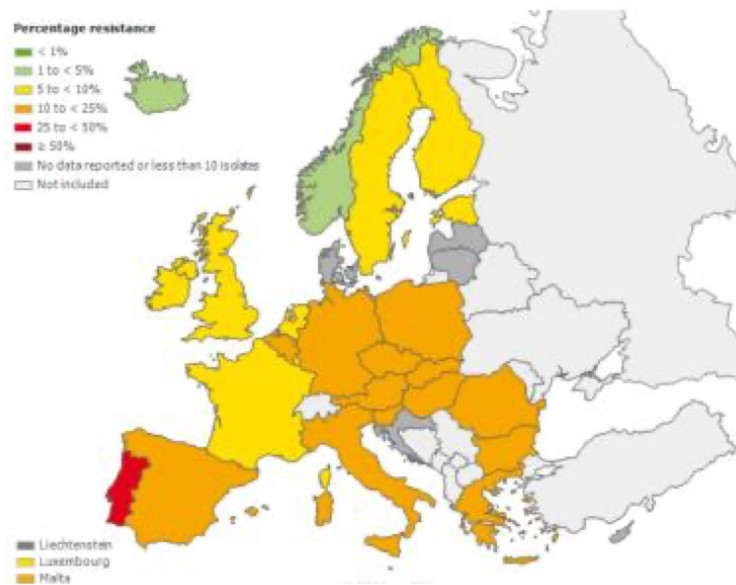 Percentage resistance
< 1%
1 to < 5%
5 to < 10%
10 to < 25%
25 to < 50%
≥ 50%
No data reported or less than 10 isolates
Not included
Liechtenstein
Luxembourg
Malta